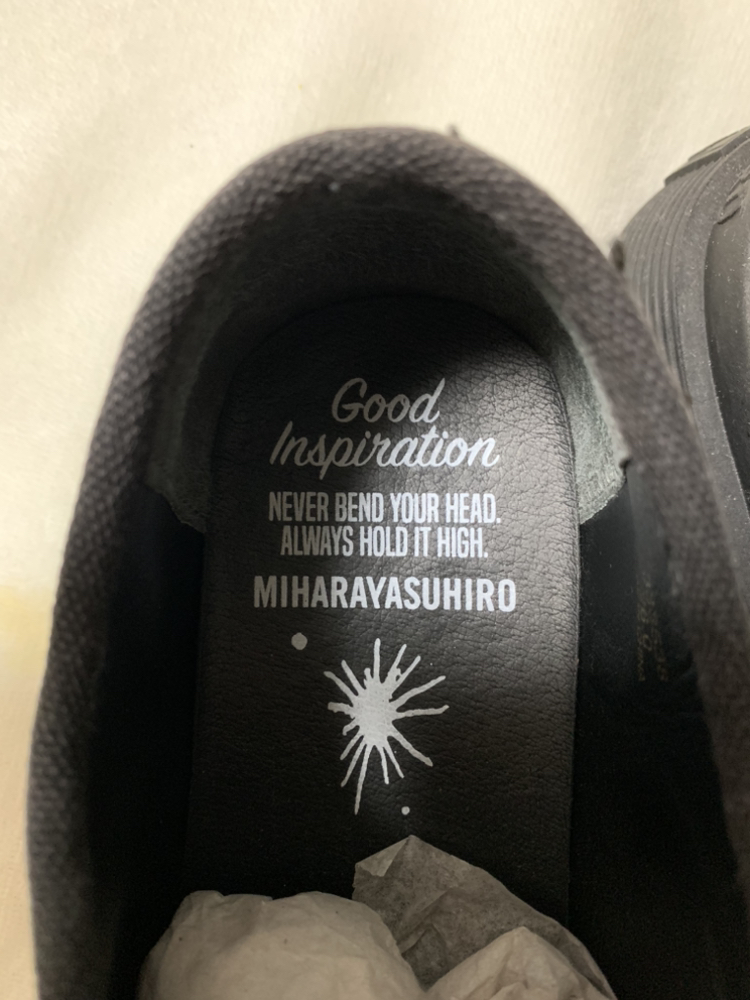 Good
Inspiration
NEVER BEND YOUR HEAD.
ALWAYS HOLD IT HIGH.
MIHARAYASUHIRO